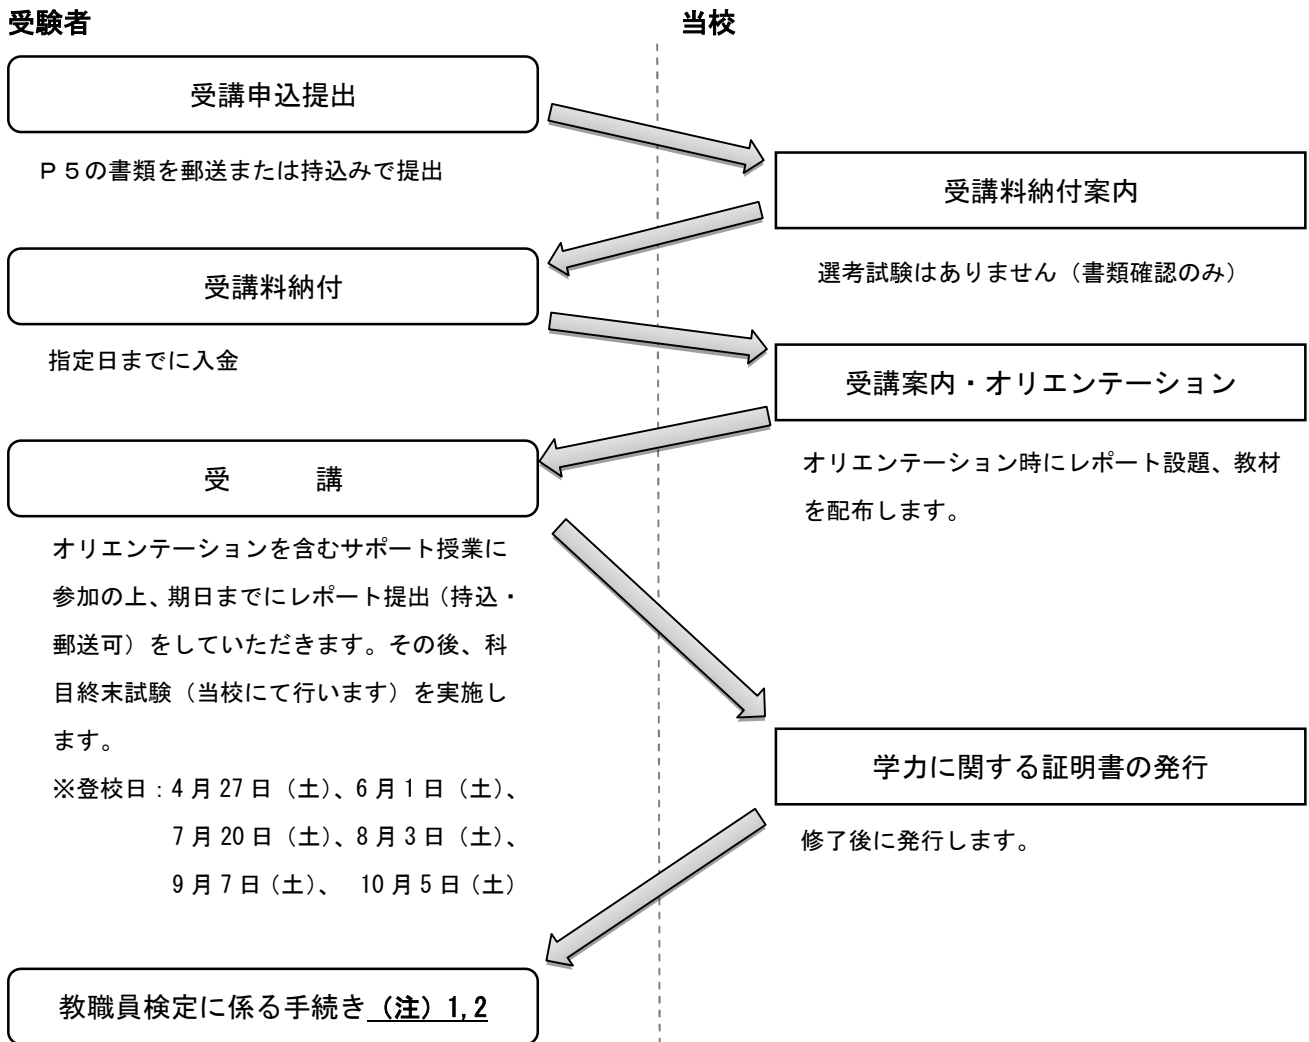 受験者
当校
受講申込提出
Ｐ５の書類を郵送または持込みで提出
受講料納付案内
選考試験はありません（書類確認のみ）
受講料納付
指定日までに入金
受講案内・オリエンテーション
オリエンテーション時にレポート設題、教材
を配布します。
受　　　講
オリエンテーションを含むサポート授業に
参加の上、期日までにレポート提出（持込・
郵送可）をしていただきます。その後、科
目終末試験（当校にて行います）を実施し
ます。
※登校日：4月27日（土）、6月1日（土）、
7月20日（土）、8月3日（土）、
9月7日（土）、　10月5日（土）
学力に関する証明書の発行
修了後に発行します。
教職員検定に係る手続き（注）1,2